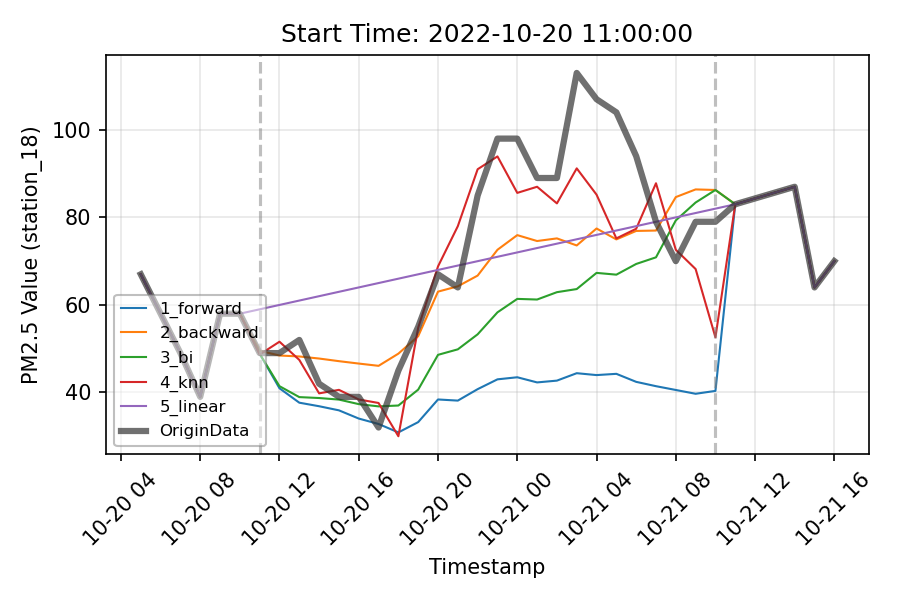 Start Time: 2022-10-20 11:00:00
PM2.5 Value (station_18)
100
80
60
40
1_forward
2_backward
3_bi
4_knn
5_linear
OriginData
10-20 04
10-20 08
10-20 12
10-20 16
10-20 20
10-21 00
10-21 04
10-21 08
10-21 12
10-21 16
Timestamp